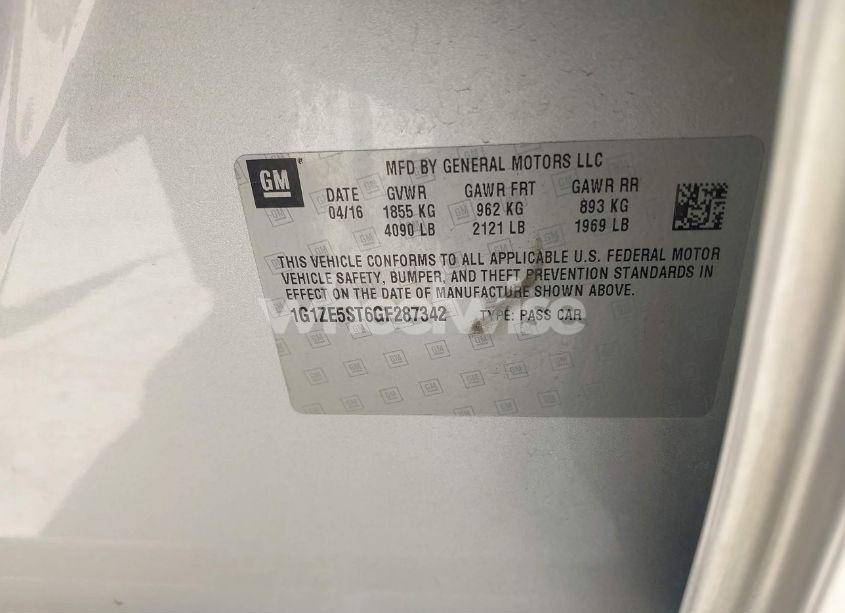 GM ®
MFD BY GENERAL MOTORS LLC
DATE GVWR GAWR FRT GAWR RR
04/16 1855 KG 962 KG 893 KG
4090 LB 2121 LB 1969 LB
THIS VEHICLE CONFORMS TO ALL APPLICABLE U.S. FEDERAL MOTOR
VEHICLE SAFETY, BUMPER, AND THEFT PREVENTION STANDARDS IN
EFFECT ON THE DATE OF MANUFACTURE SHOWN ABOVE.
1G1ZE5ST6GF287342 TYPE: PASS CAR
wheelwise